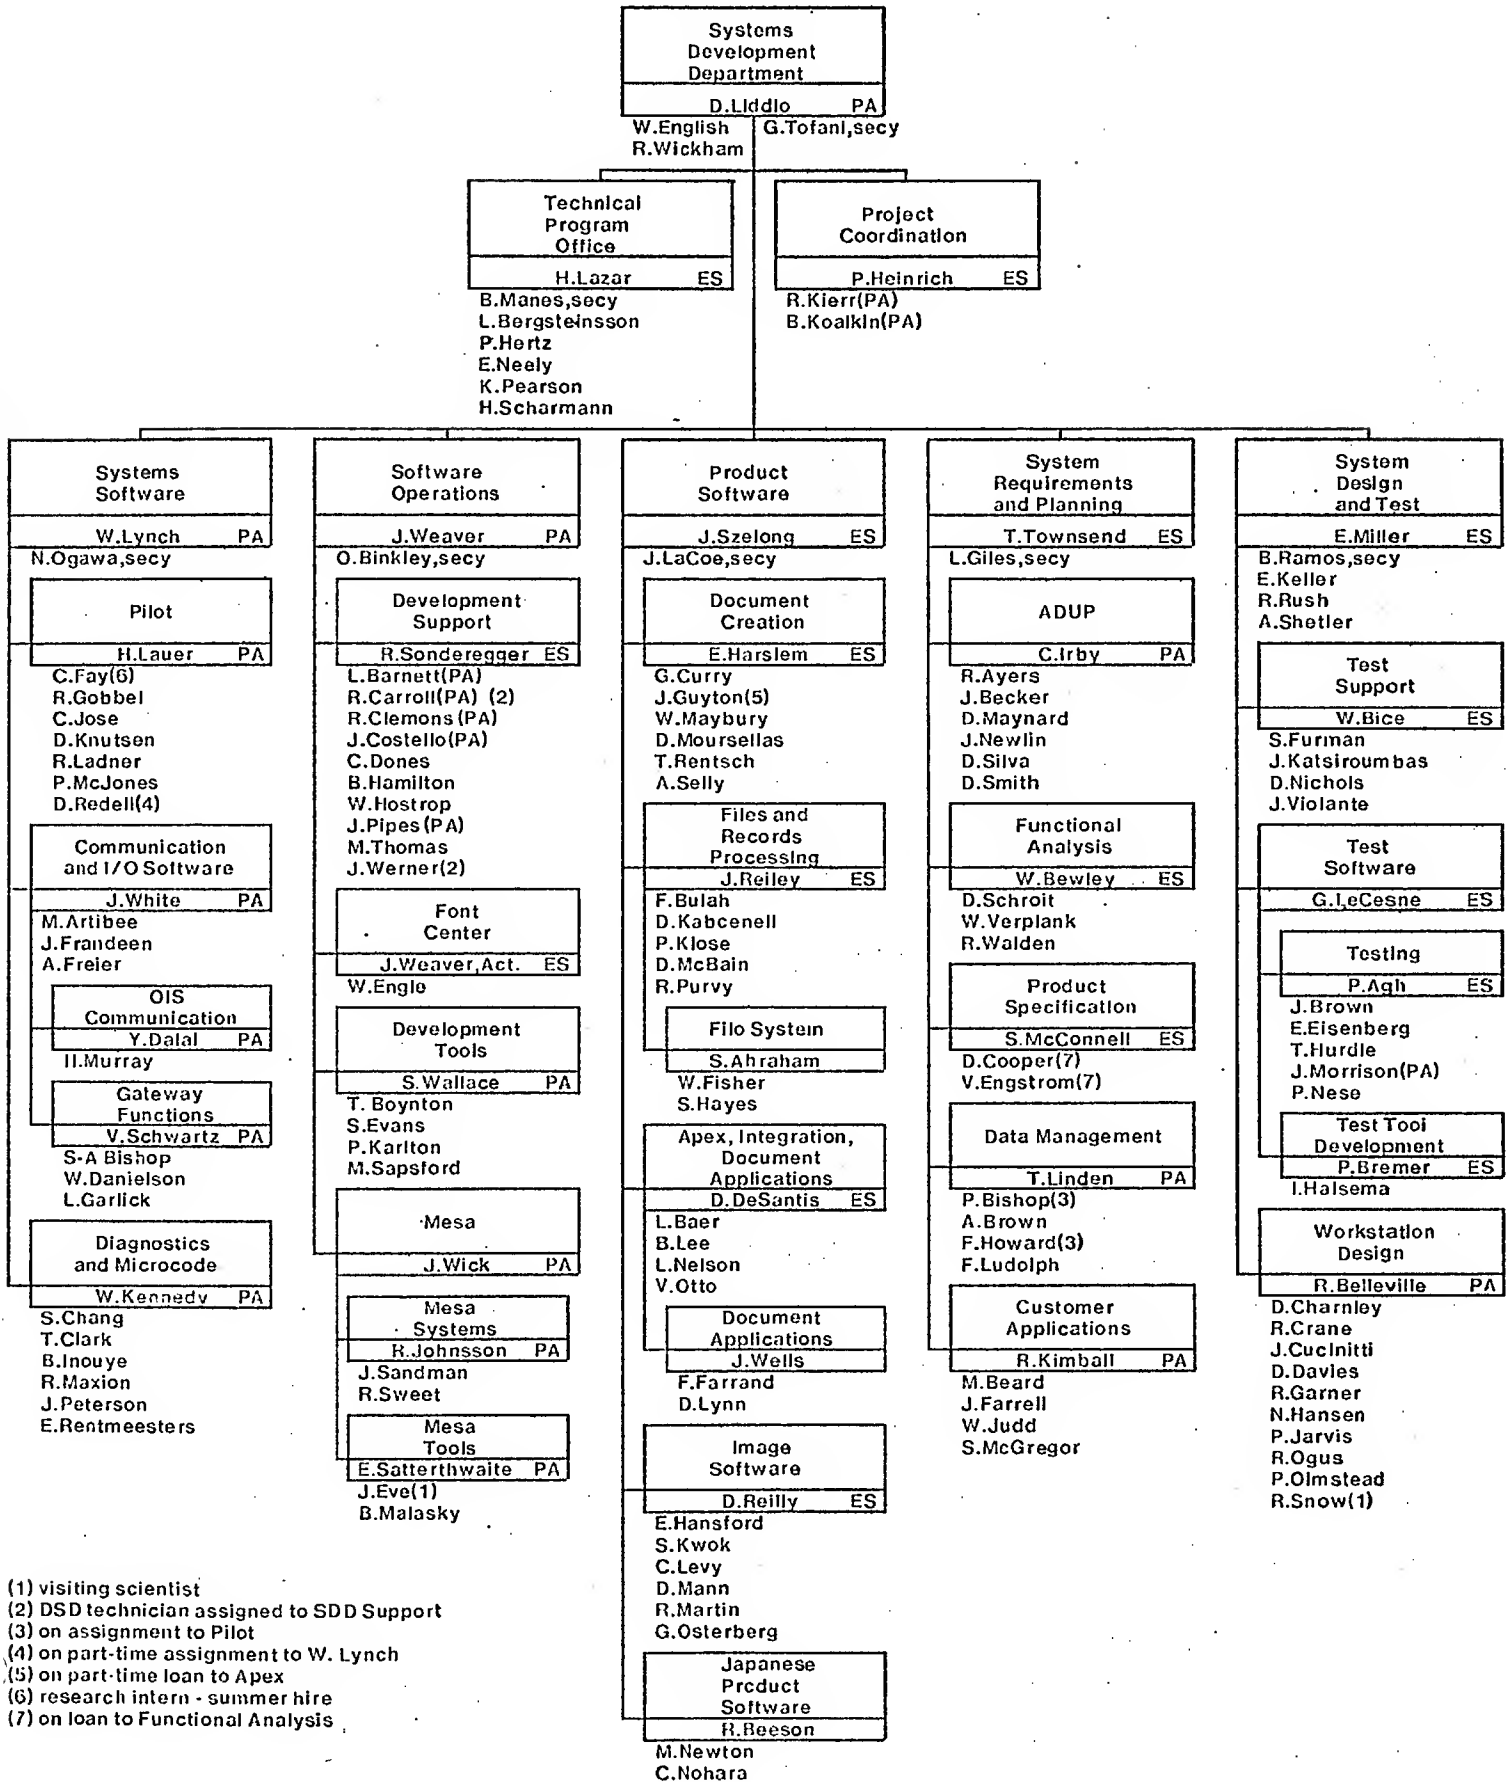 Systems
Development
Department
D.Liddle PA
W.English G.Tofani,secy
R.Wickham
Technical
Program
Office
H.Lazar ES
B.Manes,secy
L.Bergsteinsson
P.Hertz
E.Neely
K.Pearson
H.Scharmann
Project
Coordination
P.Heinrich ES
R.Kierr(PA)
B.Koalkin(PA)
Systems
Software
W.Lynch PA
N.Ogawa,secy
Pilot
H.Lauer PA
C.Fay(6)
R.Gobbel
C.Jose
D.Knutsen
R.Ladner
P.McJones
D.Redell(4)
Communication
and I/O Software
J.White PA
M.Artibee
J.Frandeen
A.Freier
OIS
Communication
Y.Dalal PA
H.Murray
Gateway
Functions
V.Schwartz PA
S-A Bishop
W.Danielson
L.Garlick
Diagnostics
and Microcode
W.Kennedy PA
S.Chang
T.Clark
B.Inouye
R.Maxion
J.Peterson
E.Rentmeesters
Software
Operations
J.Weaver PA
O.Binkley,secy
Development
Support
R.Sonderegger ES
L.Barnett(PA)
R.Carroll(PA) (2)
R.Clemons(PA)
J.Costello(PA)
C.Dones
B.Hamilton
W.Hostrop
J.Pipes(PA)
M.Thomas
J.Werner(2)
Font
Center
J.Weaver,Act. ES
W.Engle
Development
Tools
S.Wallace PA
T. Boynton
S.Evans
P.Karlton
M.Sapsford
Mesa
J.Wick PA
Mesa
Systems
R.Johnsson PA
J.Sandman
R.Sweet
Mesa
Tools
E.Satterthwaite PA
J.Eve(1)
B.Malasky
Product
Software
J.Szelong ES
J.LaCoe,secy
Document
Creation
E.Harslem ES
G.Curry
J.Guyton(5)
W.Maybury
D.Moursellas
T.Rentsch
A.Selly
Files and
Records
Processing
J.Reiley ES
F.Bulah
D.Kabcenell
P.Klose
D.McBain
R.Purvy
File System
S.Abraham
W.Fisher
S.Hayes
Apex, Integration,
Document
Applications
D.DeSantis ES
L.Baer
B.Lee
L.Nelson
V.Otto
Document
Applications
J.Wells
F.Farrand
D.Lynn
Image
Software
D.Reilly ES
E.Hansford
S.Kwok
C.Levy
D.Mann
R.Martin
G.Osterberg
Japanese
Product
Software
R.Beeson
M.Newton
C.Nohara
System
Requirements
and Planning
T.Townsend ES
L.Giles,secy
ADUP
C.Irby PA
R.Ayers
J.Becker
D.Maynard
J.Newlin
D.Silva
D.Smith
Functional
Analysis
W.Bewley ES
D.Schroit
W.Verplank
R.Walden
Product
Specification
S.McConnell ES
D.Cooper(7)
V.Engstrom(7)
Data Management
T.Linden PA
P.Bishop(3)
A.Brown
F.Howard(3)
F.Ludolph
Customer
Applications
R.Kimball PA
M.Beard
J.Farrell
W.Judd
S.McGregor
System
Design
and Test
E.Miller ES
B.Ramos,secy
E.Keller
R.Rush
A.Shetler
Test
Support
W.Bice ES
S.Furman
J.Katsiroumbas
D.Nichols
J.Violante
Test
Software
G.LeCesne ES
Testing
P.Agh ES
J.Brown
E.Eisenberg
T.Hurdle
J.Morrison(PA)
P.Nese
Test Tool
Development
P.Bremer ES
I.Halsema
Workstation
Design
R.Belleville PA
D.Charnley
R.Crane
J.Cucinitti
D.Davies
R.Garner
N.Hansen
P.Jarvis
R.Ogus
P.Olmstead
R.Snow(1)
(1) visiting scientist
(2) DSD technician assigned to SDD Support
(3) on assignment to Pilot
(4) on part-time assignment to W. Lynch
(5) on part-time loan to Apex
(6) research intern - summer hire
(7) on loan to Functional Analysis